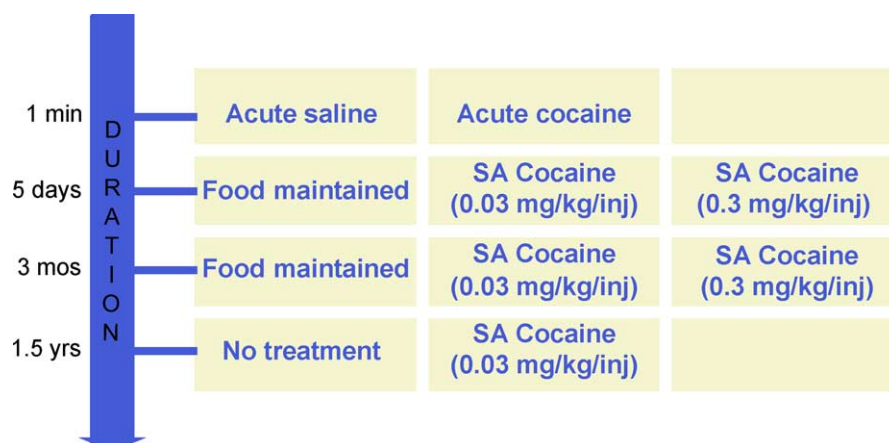 DURATION
1 min
Acute saline
Acute cocaine
5 days
Food maintained
SA Cocaine
(0.03 mg/kg/inj)
SA Cocaine
(0.3 mg/kg/inj)
3 mos
Food maintained
SA Cocaine
(0.03 mg/kg/inj)
SA Cocaine
(0.3 mg/kg/inj)
1.5 yrs
No treatment
SA Cocaine
(0.03 mg/kg/inj)